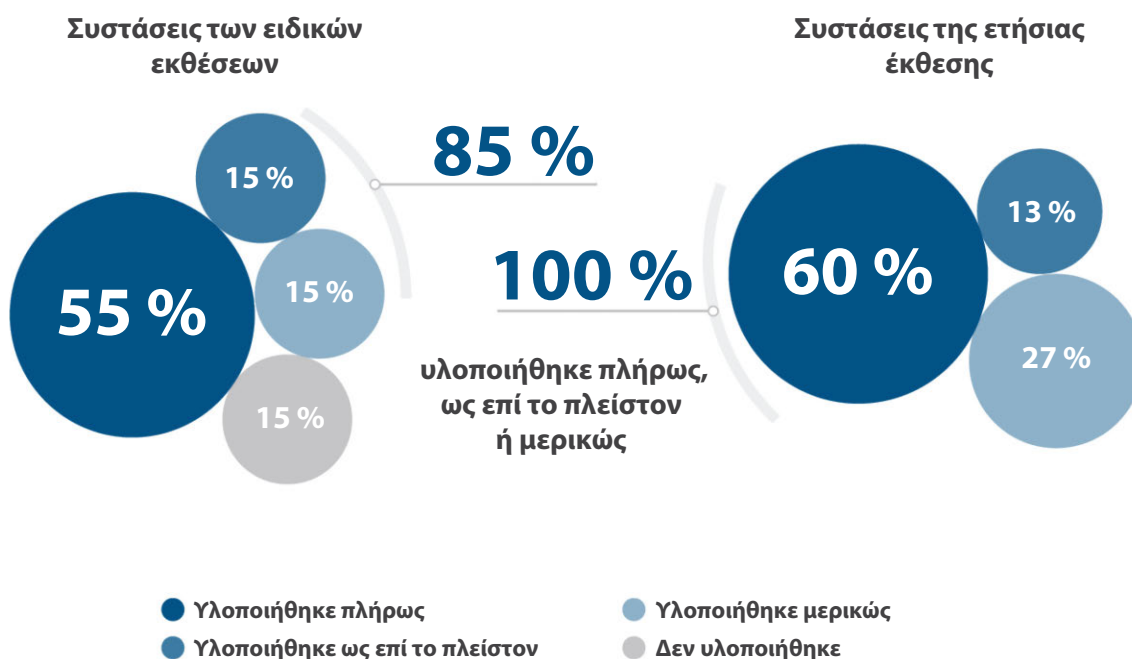 Συστάσεις των ειδικών
εκθέσεων
15 %
55 %
15 %
15 %
85 %
100 %
υλοποιήθηκε πλήρως,
ως επί το πλείστον
ή μερικώς
Συστάσεις της ετήσιας
έκθεσης
60 %
13 %
27 %
Υλοποιήθηκε πλήρως
Υλοποιήθηκε ως επί το πλείστον
Υλοποιήθηκε μερικώς
Δεν υλοποιήθηκε